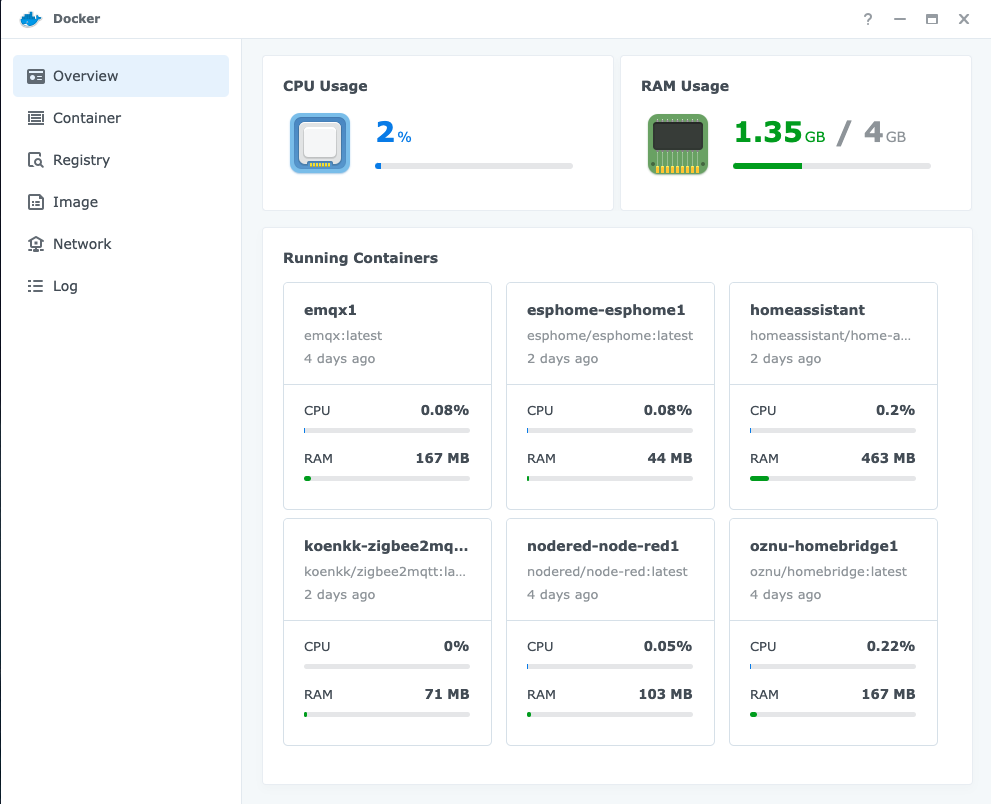 Docker
?
Overview
Container
Registry
Image
Network
Log
CPU Usage
2%
RAM Usage
1.35GB / 4GB
Running Containers
emqx1
emqx:latest
4 days ago
CPU 0.08%
RAM 167 MB
esphome-esphome1
esphome/esphome:latest
2 days ago
CPU 0.08%
RAM 44 MB
homeassistant
homeassistant/home-a...
2 days ago
CPU 0.2%
RAM 463 MB
koenkk-zigbee2mq...
koenkk/zigbee2mqtt:la...
2 days ago
CPU 0%
RAM 71 MB
nodered-node-red1
nodered/node-red:latest
4 days ago
CPU 0.05%
RAM 103 MB
oznu-homebridge1
oznu/homebridge:latest
4 days ago
CPU 0.22%
RAM 167 MB